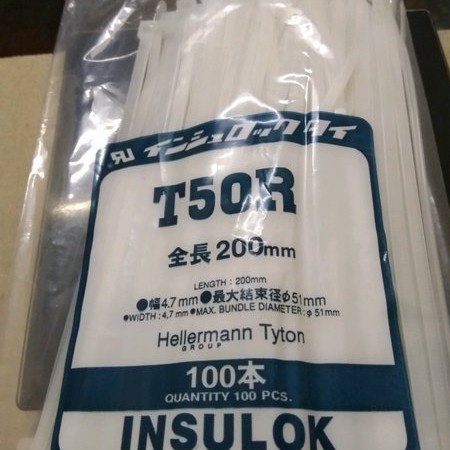 インシュロックタイ
T50R
全長200mm
LENGTH : 200mm
●幅4.7mm ●最大結束径φ51mm
●WIDTH : 4.7mm ●MAX. BUNDLE DIAMETER : φ51mm
Hellermann Tyton
GROUP
100本
QUANTITY 100 PCS.
INSULOK